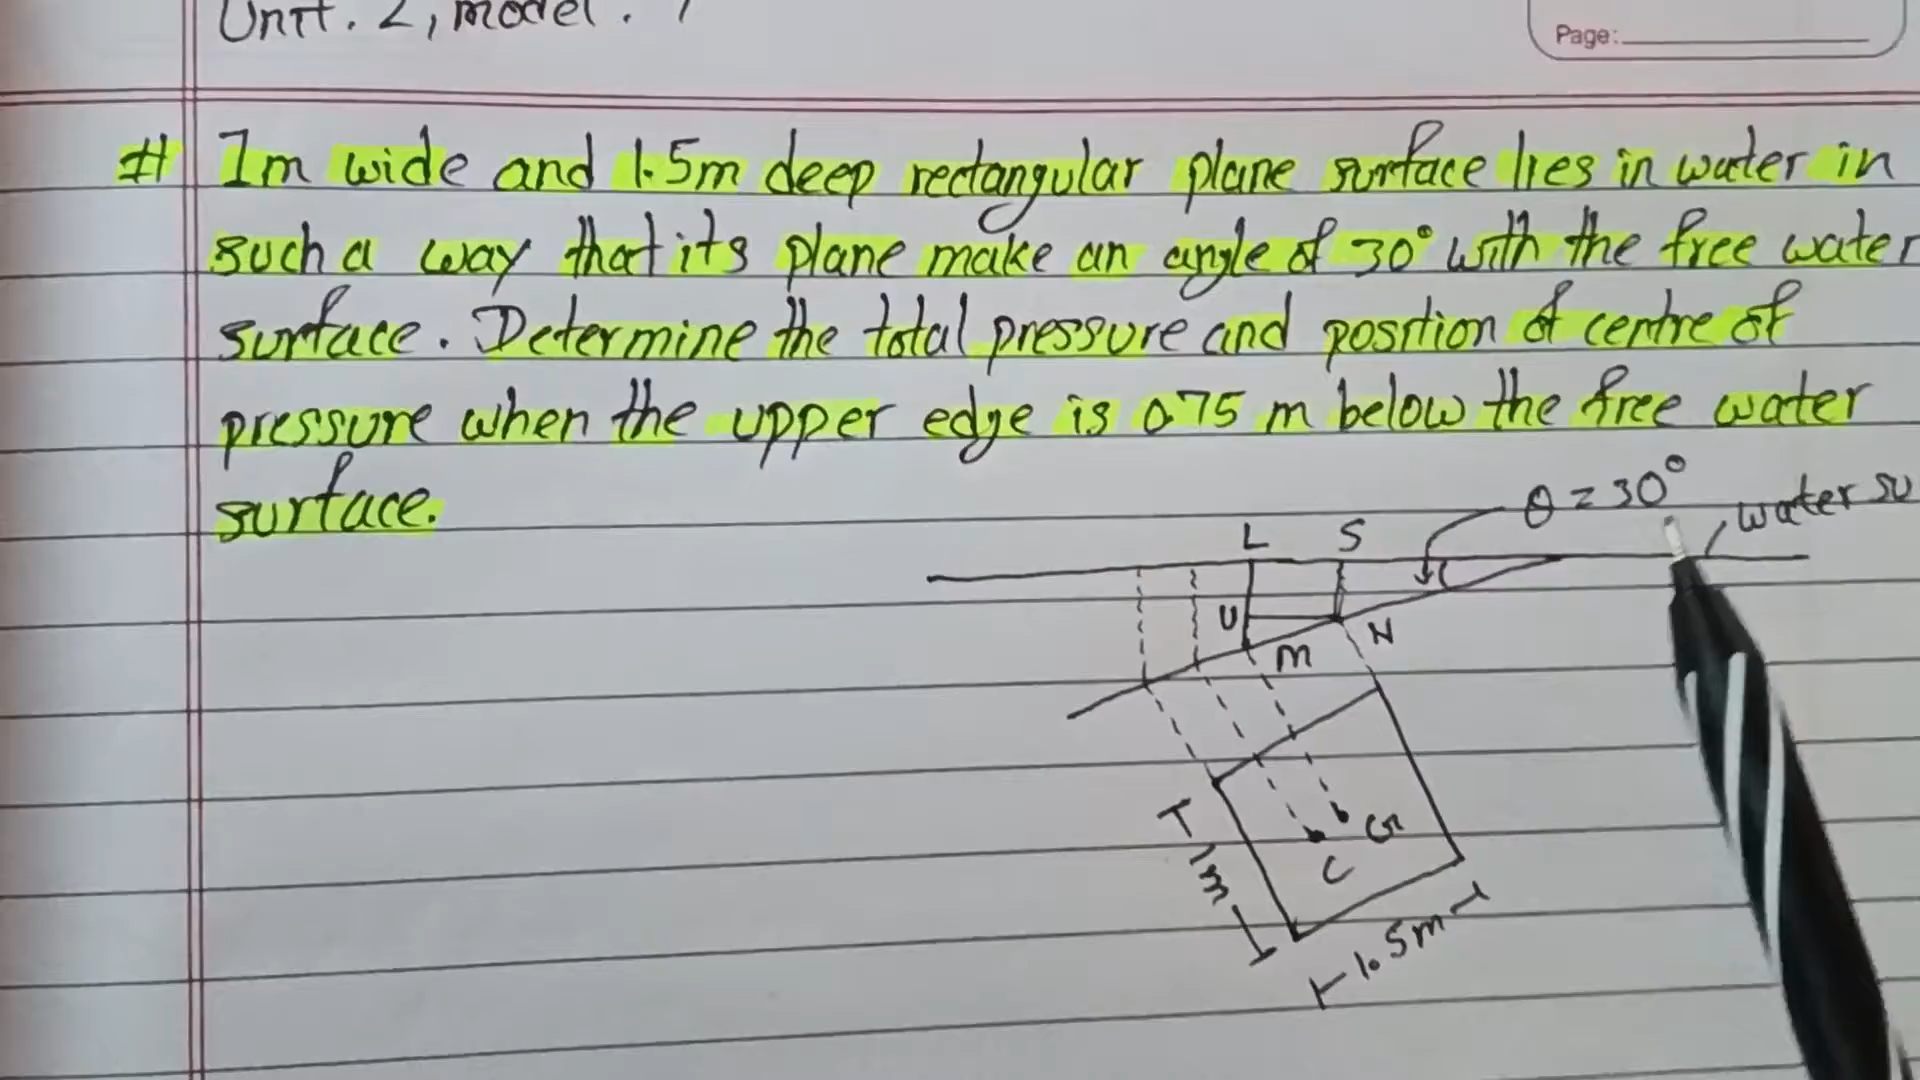 Unit. 2, model. 1
Page:
# 1m wide and 1.5m deep rectangular plane surface lies in water in
such a way that its plane make an angle of 30° with the free water
surface. Determine the total pressure and position of centre of
pressure when the upper edge is 0.75 m below the free water
surface.
θ = 30°
water su
L S
U
M
N
G
C
1m
1.5m